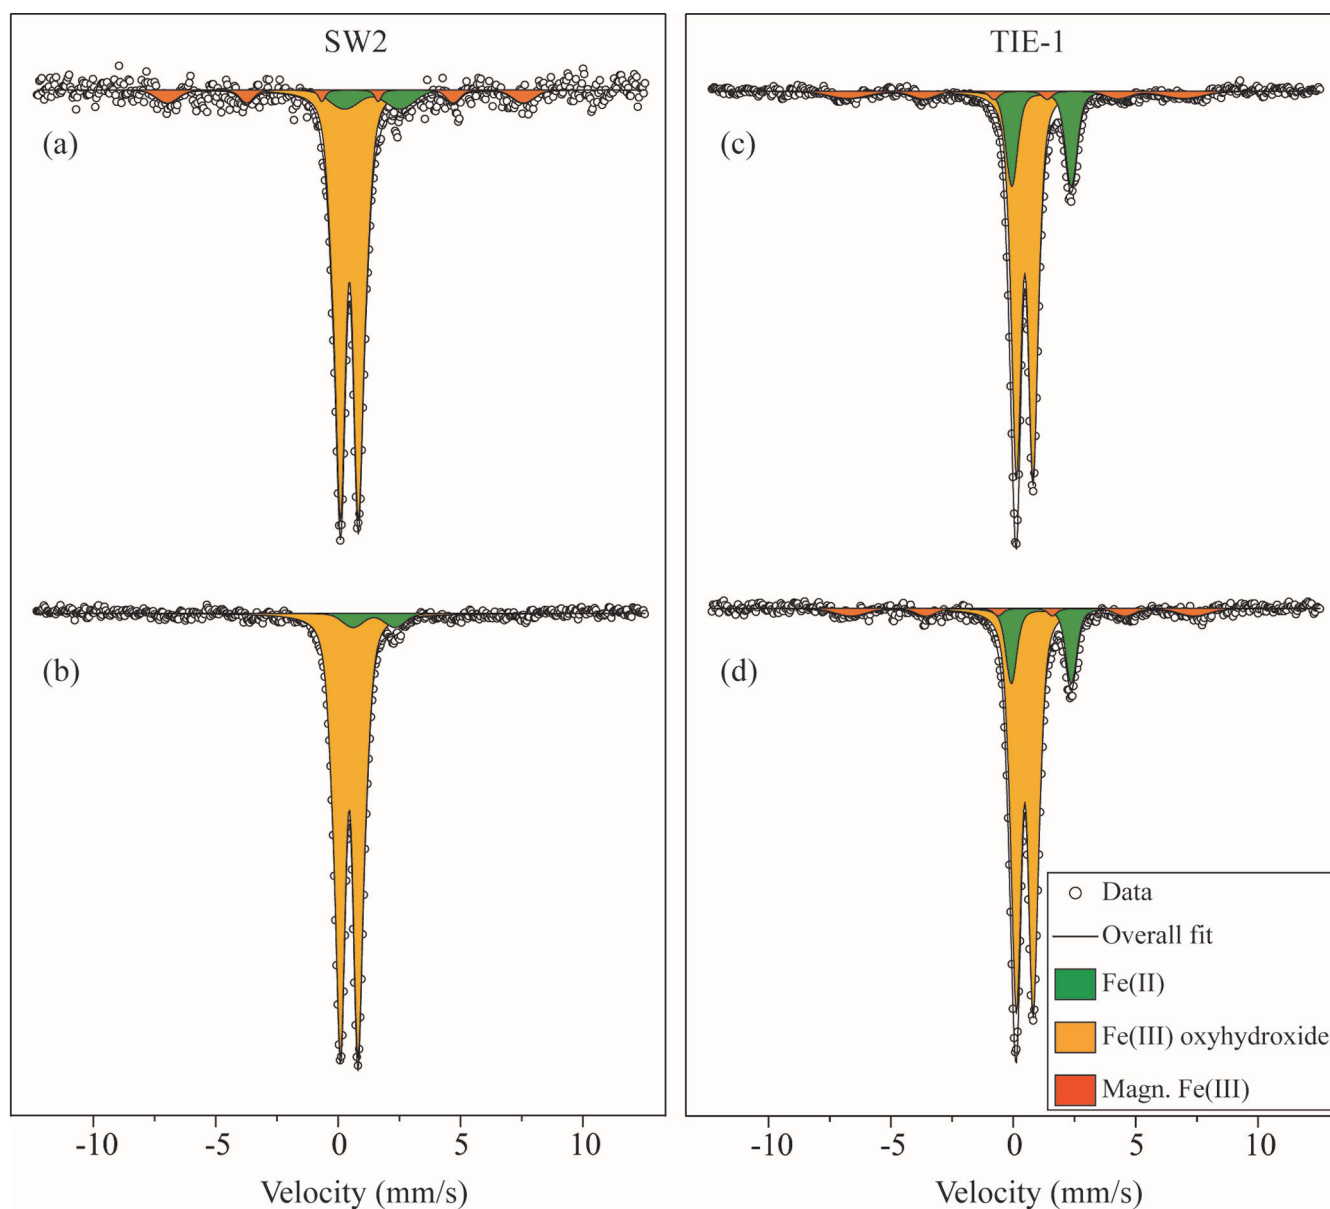 SW2
TIE-1
(a)
(c)
(b)
(d)
Data
Overall fit
Fe(II)
Fe(III) oxyhydroxide
Magn. Fe(III)
-10 -5 0 5 10
-10 -5 0 5 10
Velocity (mm/s)
Velocity (mm/s)